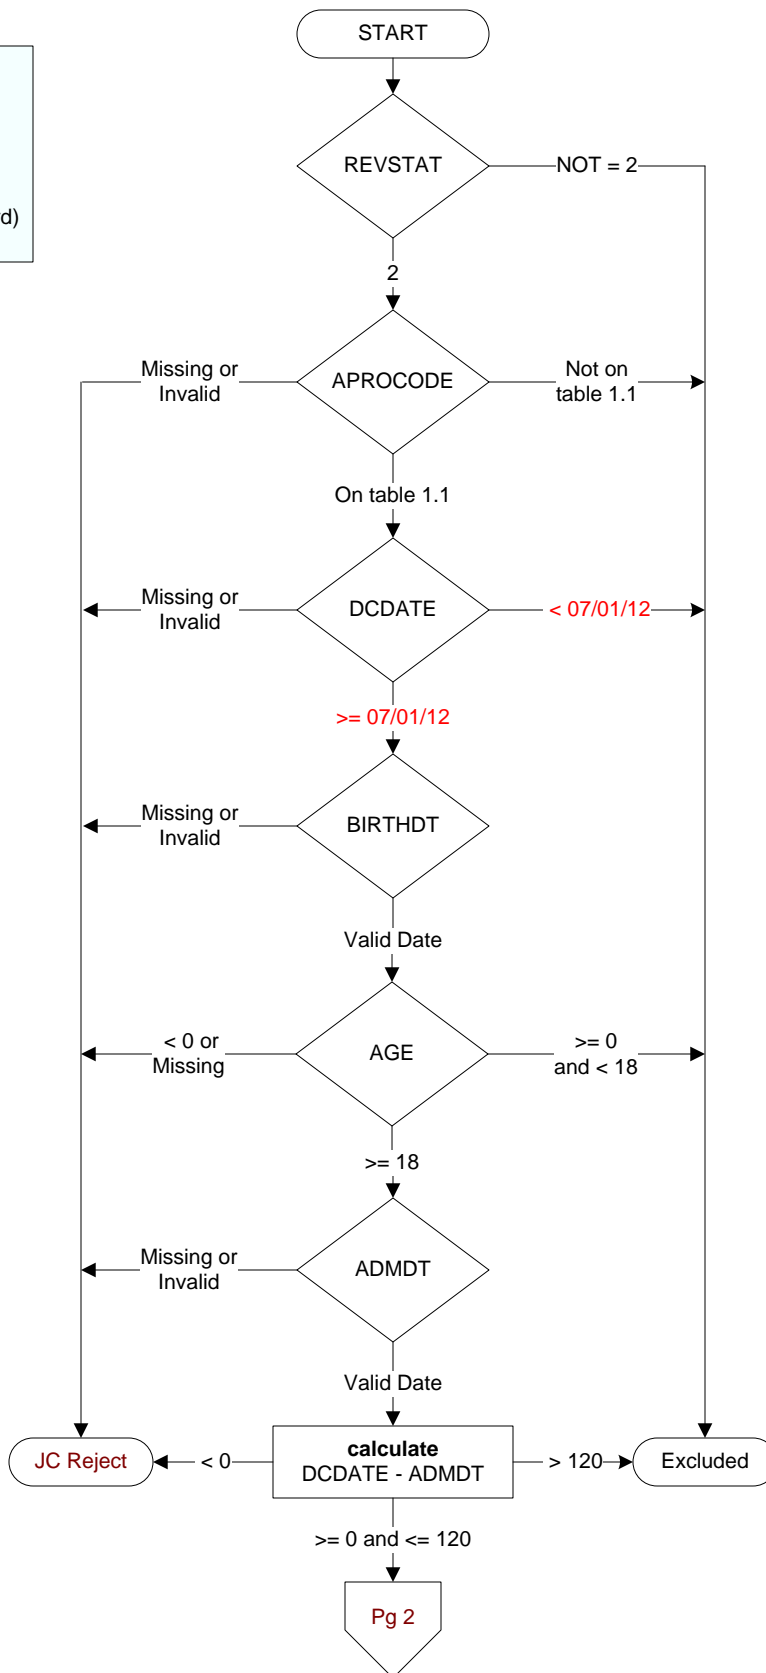 START
d)
REVSTAT
NOT = 2
2
Missing or
Invalid
APROCODE
Not on
table 1.1
On table 1.1
Missing or
Invalid
DCDATE
< 07/01/12
>= 07/01/12
Missing or
Invalid
BIRTHDT
Valid Date
< 0 or
Missing
AGE
>= 0
and < 18
>= 18
Missing or
Invalid
ADMDT
Valid Date
JC Reject
< 0
calculate
DCDATE - ADMDT
> 120
Excluded
>= 0 and <= 120
Pg 2